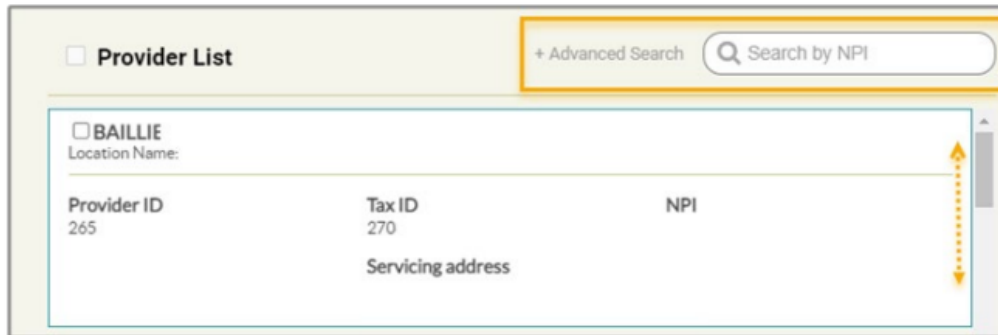 Provider List
+ Advanced Search
Search by NPI
BAILLIE
Location Name:
Provider ID
Tax ID
NPI
265
270
Servicing address